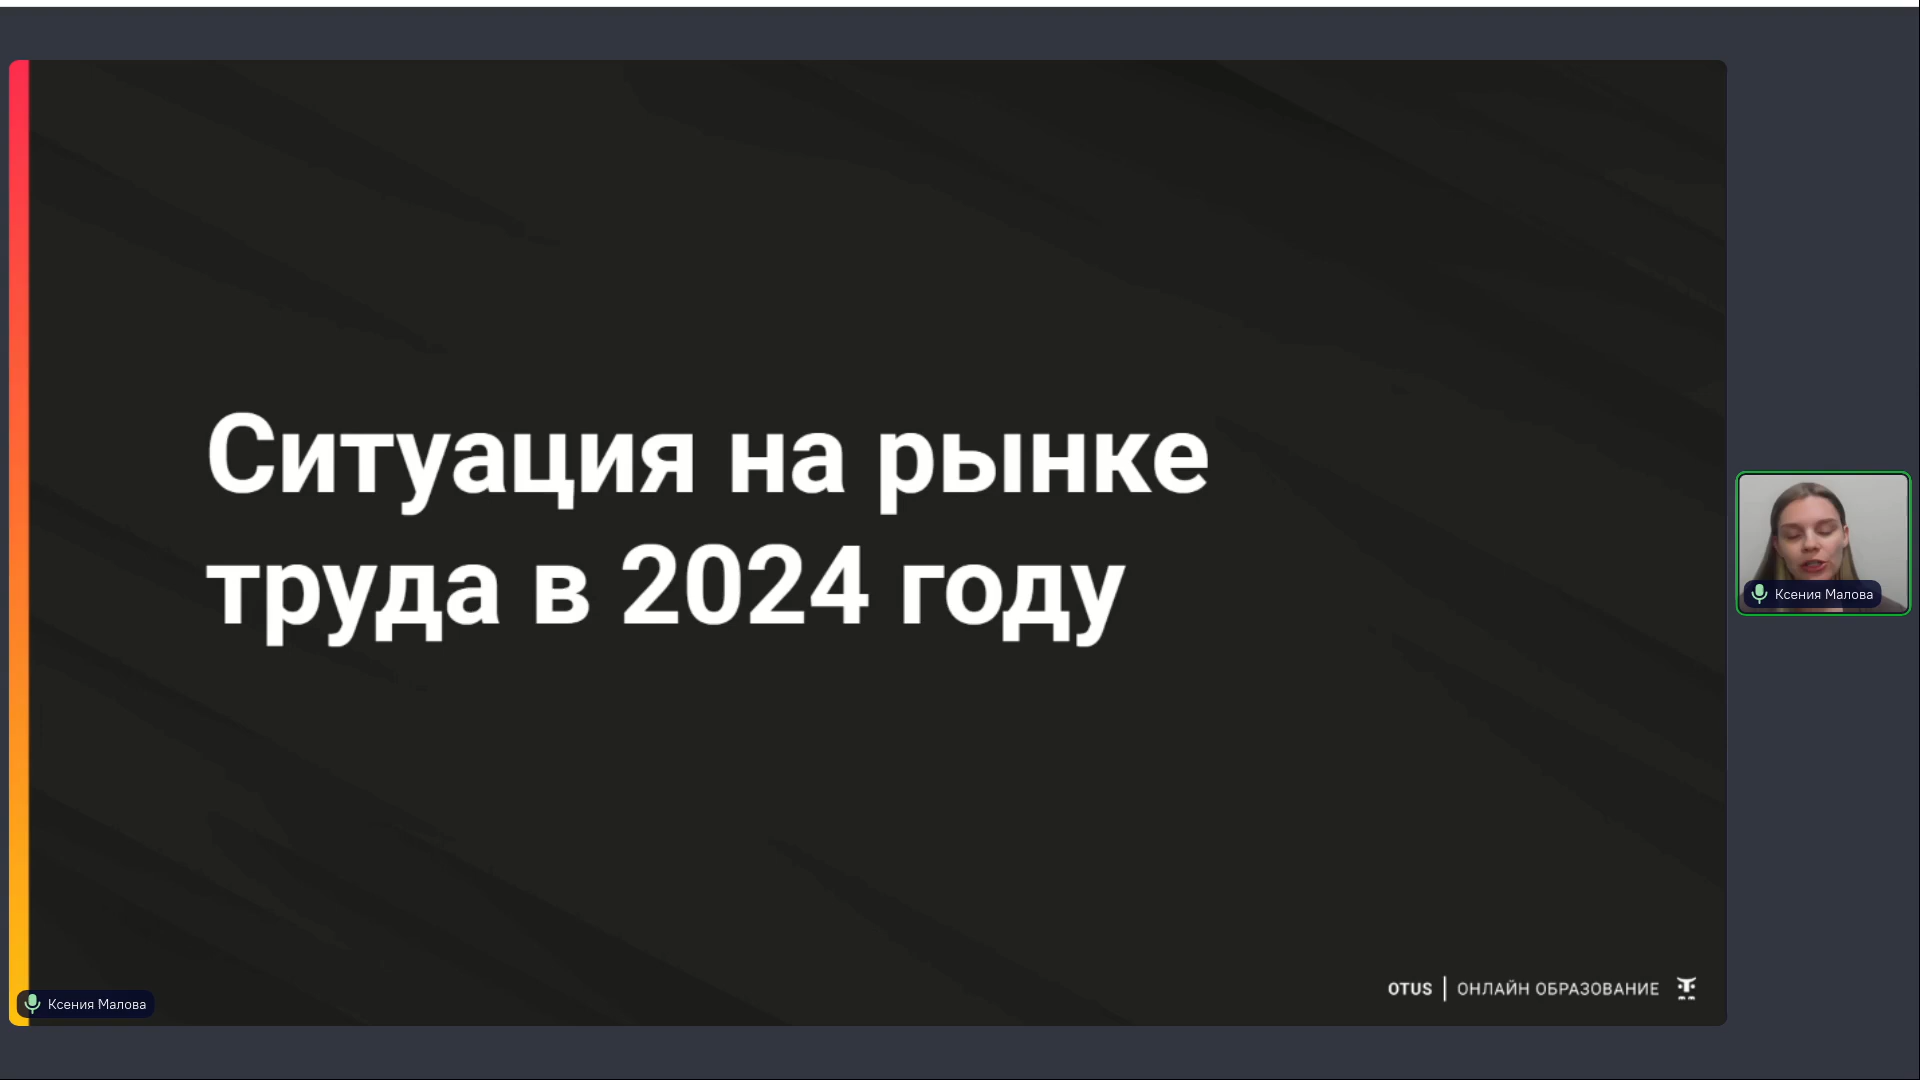 Ситуация на рынке
труда в 2024 году
Ксения Малова
OTUS | ОНЛАЙН ОБРАЗОВАНИЕ
Ксения Малова